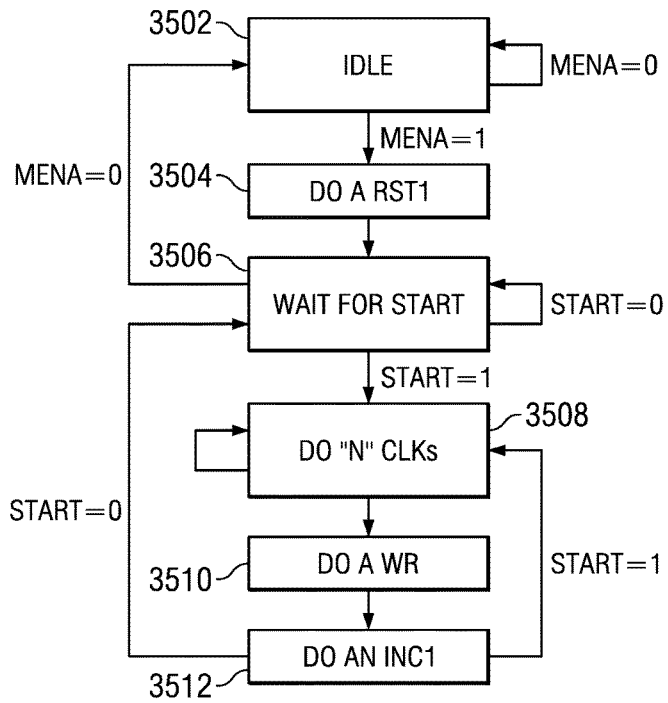 3502
IDLE
MENA=0
MENA=1
MENA=0
3504
DO A RST1
3506
WAIT FOR START
START=0
START=1
3508
DO "N" CLKs
START=0
3510
DO A WR
START=1
DO AN INC1
3512